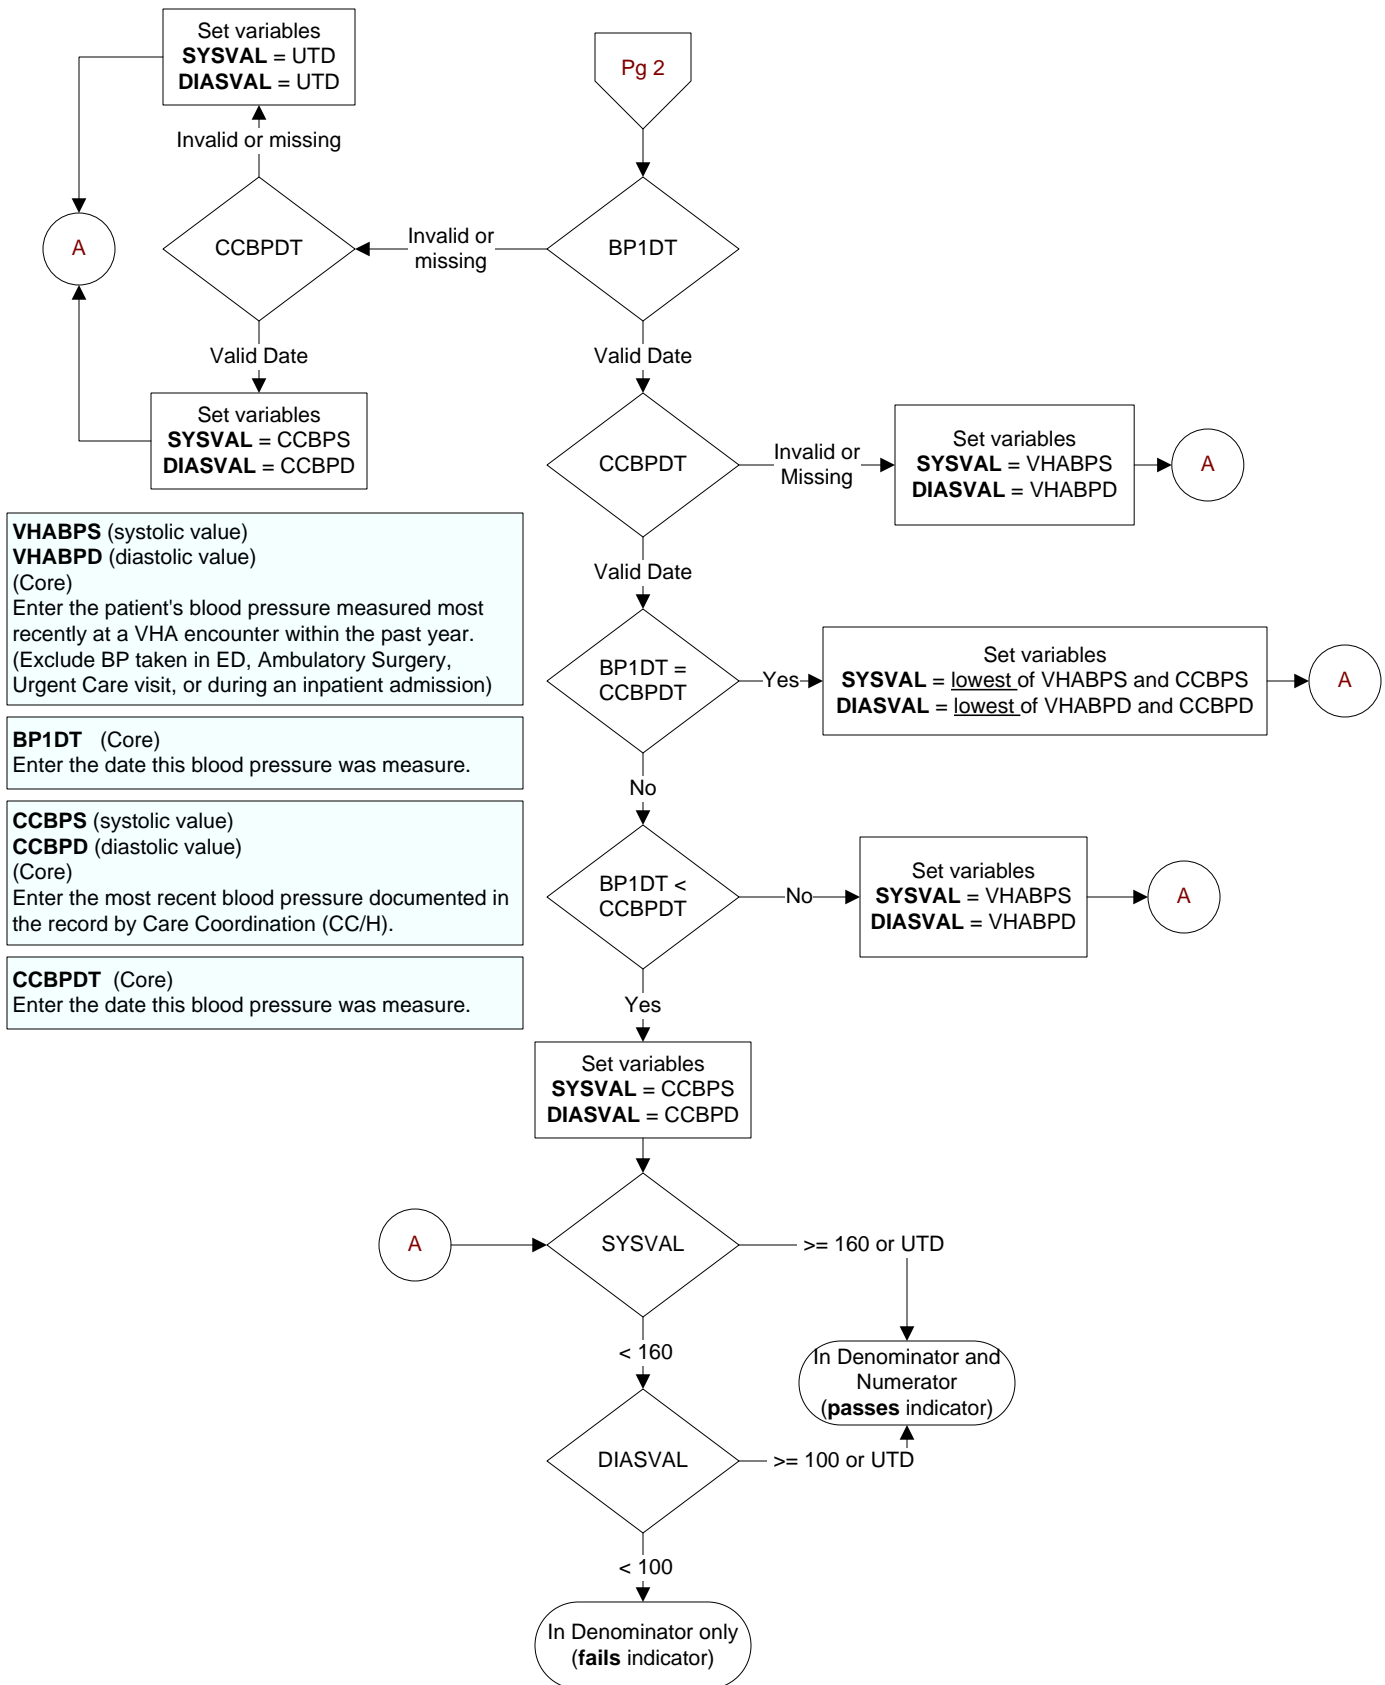 Set variables
SYSVAL = UTD
DIASVAL = UTD
Pg 2
Invalid or missing
A
CCBPDT
Invalid or
missing
BP1DT
Valid Date
Valid Date
Set variables
SYSVAL = CCBPS
DIASVAL = CCBPD
CCBPDT
Invalid or
Missing
Set variables
SYSVAL = VHABPS
DIASVAL = VHABPD
A
VHABPS (systolic value)
VHABPD (diastolic value)
(Core)
Enter the patient's blood pressure measured most
recently at a VHA encounter within the past year.
(Exclude BP taken in ED, Ambulatory Surgery,
Urgent Care visit, or during an inpatient admission)
Valid Date
BP1DT =
CCBPDT
Yes
Set variables
SYSVAL = lowest of VHABPS and CCBPS
DIASVAL = lowest of VHABPD and CCBPD
A
BP1DT (Core)
Enter the date this blood pressure was measure.
No
CCBPS (systolic value)
CCBPD (diastolic value)
(Core)
Enter the most recent blood pressure documented in
the record by Care Coordination (CC/H).
BP1DT <
CCBPDT
No
Set variables
SYSVAL = VHABPS
DIASVAL = VHABPD
A
CCBPDT (Core)
Enter the date this blood pressure was measure.
Yes
Set variables
SYSVAL = CCBPS
DIASVAL = CCBPD
A
SYSVAL
>= 160 or UTD
< 160
In Denominator and
Numerator
(passes indicator)
DIASVAL
>= 100 or UTD
< 100
In Denominator only
(fails indicator)